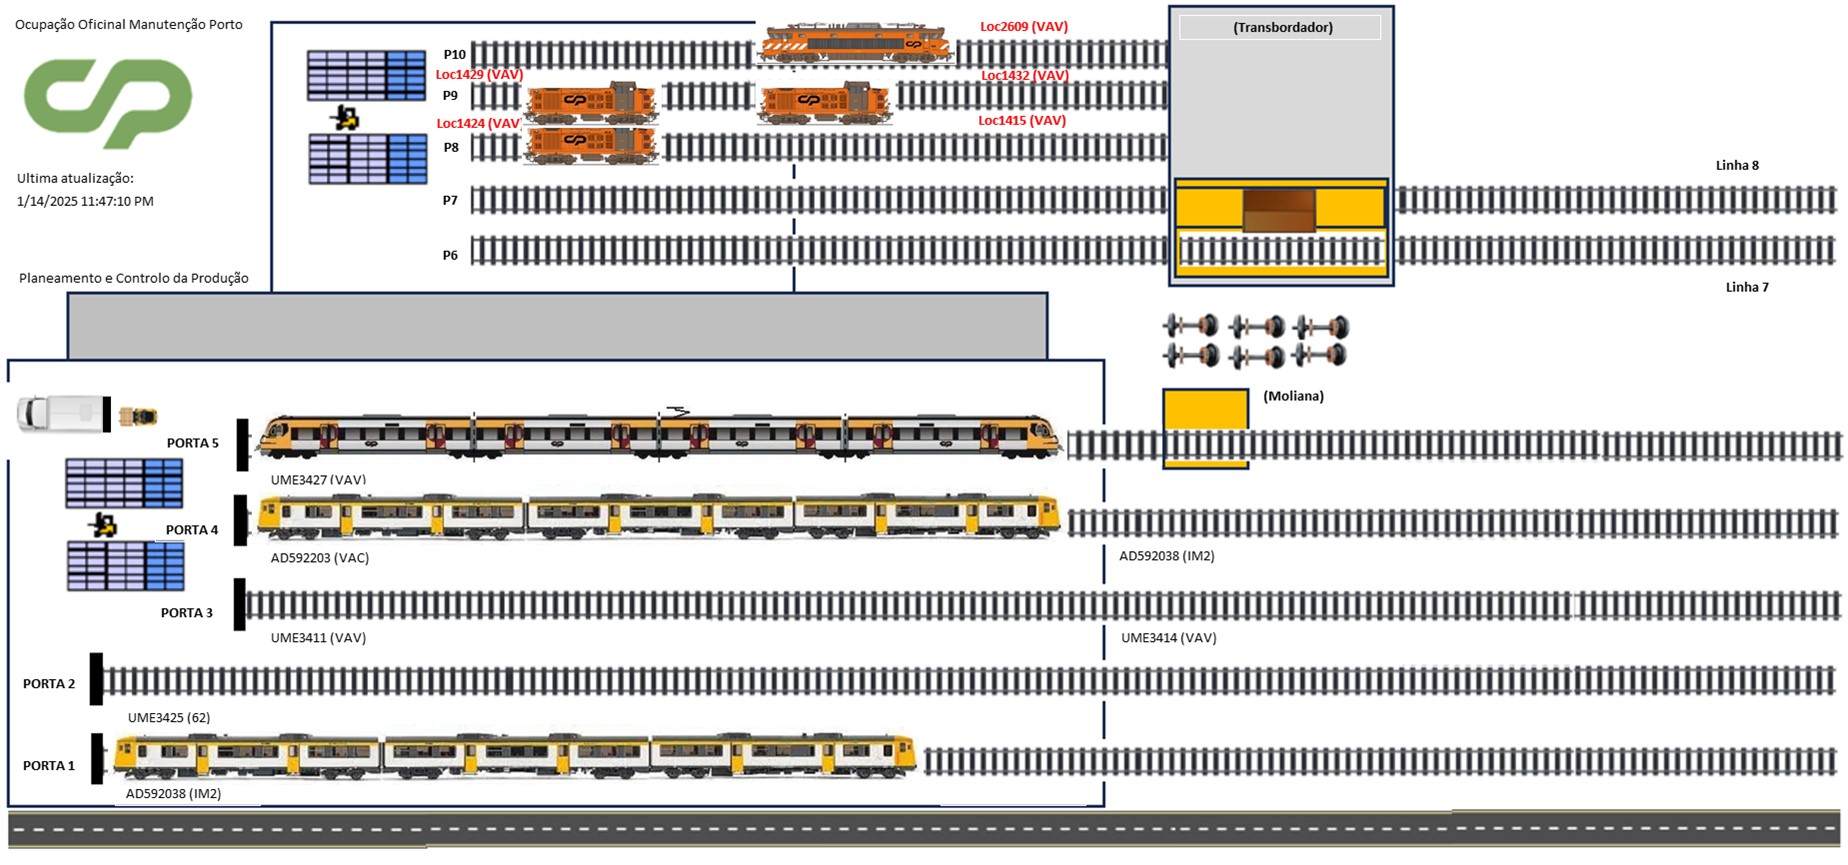 Ocupação Oficinal Manutenção Porto
CP
Ultima atualização:
1/14/2025 11:47:10 PM
Planeamento e Controlo da Produção
P10
Loc2609 (VAV)
(Transbordador)
Loc1429 (VAV)
Loc1432 (VAV)
P9
Loc1424 (VAV)
Loc1415 (VAV)
P8
Linha 8
P7
P6
Linha 7
(Moliana)
PORTA 5
UME3427 (VAV)
PORTA 4
AD592203 (VAC)
AD592038 (IM2)
PORTA 3
UME3411 (VAV)
UME3414 (VAV)
PORTA 2
UME3425 (62)
PORTA 1
AD592038 (IM2)